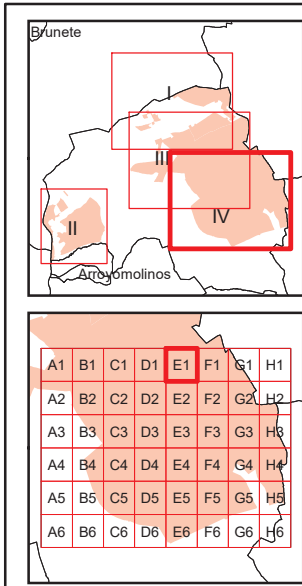 Brunete
I
III
IV
II
Arroyomolinos
A1 B1 C1 D1 E1 F1 G1 H1
A2 B2 C2 D2 E2 F2 G2 H2
A3 B3 C3 D3 E3 F3 G3 H3
A4 B4 C4 D4 E4 F4 G4 H4
A5 B5 C5 D5 E5 F5 G5 H5
A6 B6 C6 D6 E6 F6 G6 H6